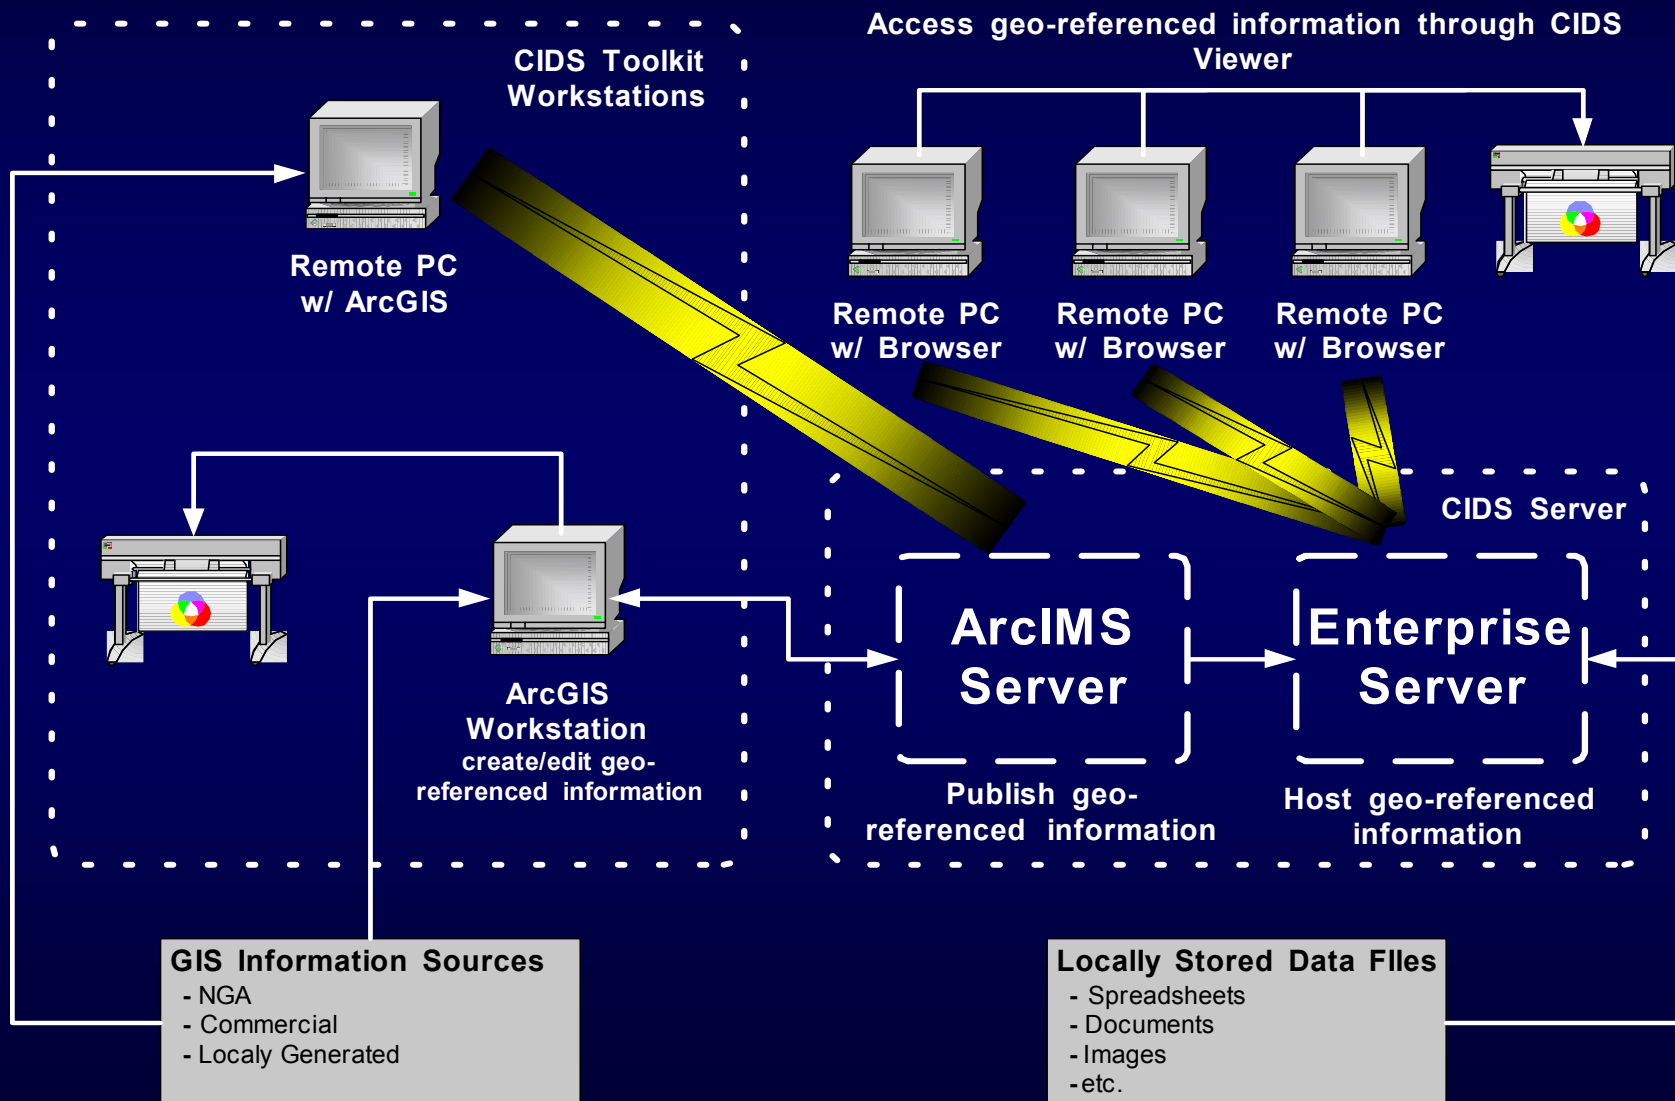 Access geo-referenced information through CIDS
Viewer
CIDS Toolkit
Workstations
Remote PC
w/ ArcGIS
Remote PC
w/ Browser
Remote PC
w/ Browser
Remote PC
w/ Browser
CIDS Server
ArcIMS
Server
Enterprise
Server
ArcGIS
Workstation
create/edit geo-
referenced information
Publish geo-
referenced information
Host geo-referenced
information
GIS Information Sources
- NGA
- Commercial
- Localy Generated
Locally Stored Data FIles
- Spreadsheets
- Documents
- Images
- etc.